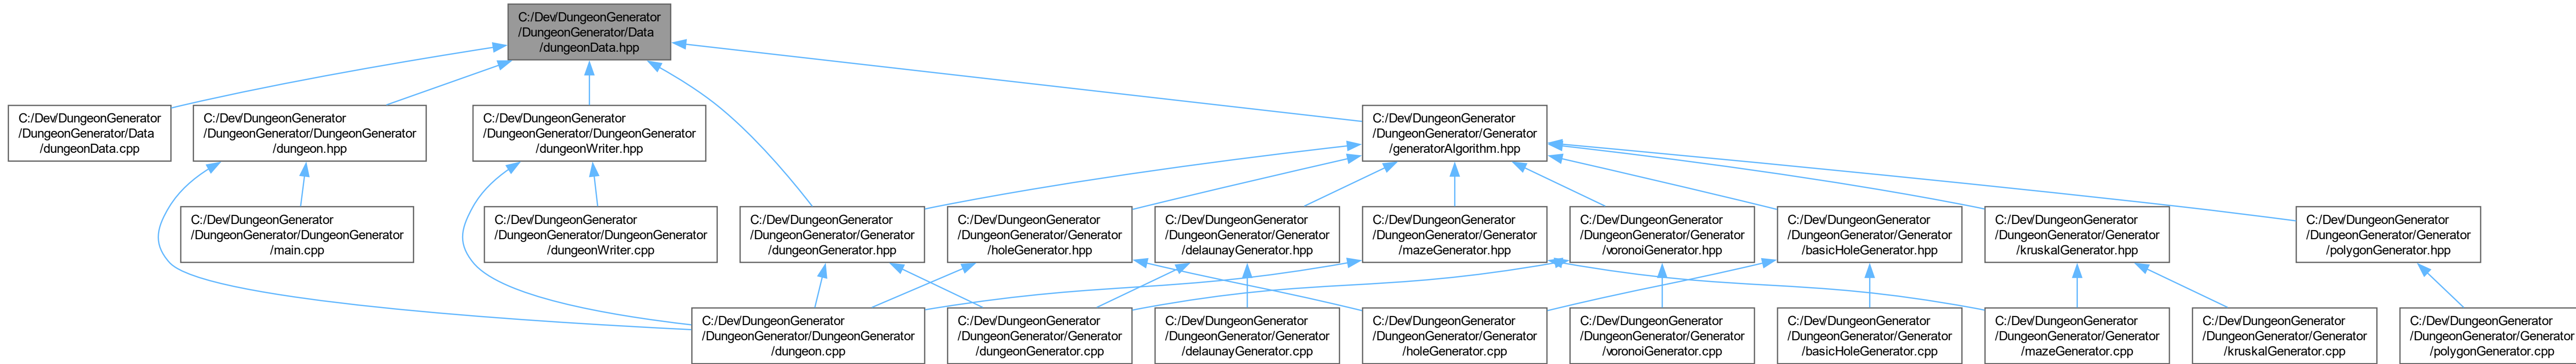 C:/Dev/DungeonGenerator
/DungeonGenerator/Data
/dungeonData.hpp
C:/Dev/DungeonGenerator
/DungeonGenerator/Data
/dungeonData.cpp
C:/Dev/DungeonGenerator
/DungeonGenerator/DungeonGenerator
/dungeon.hpp
C:/Dev/DungeonGenerator
/DungeonGenerator/DungeonGenerator
/dungeonWriter.hpp
C:/Dev/DungeonGenerator
/DungeonGenerator/Generator
/generatorAlgorithm.hpp
C:/Dev/DungeonGenerator
/DungeonGenerator/DungeonGenerator
/main.cpp
C:/Dev/DungeonGenerator
/DungeonGenerator/DungeonGenerator
/dungeonWriter.cpp
C:/Dev/DungeonGenerator
/DungeonGenerator/Generator
/dungeonGenerator.hpp
C:/Dev/DungeonGenerator
/DungeonGenerator/Generator
/holeGenerator.hpp
C:/Dev/DungeonGenerator
/DungeonGenerator/Generator
/delaunayGenerator.hpp
C:/Dev/DungeonGenerator
/DungeonGenerator/Generator
/mazeGenerator.hpp
C:/Dev/DungeonGenerator
/DungeonGenerator/Generator
/voronoiGenerator.hpp
C:/Dev/DungeonGenerator
/DungeonGenerator/Generator
/basicHoleGenerator.hpp
C:/Dev/DungeonGenerator
/DungeonGenerator/Generator
/kruskalGenerator.hpp
C:/Dev/DungeonGenerator
/DungeonGenerator/Generator
/polygonGenerator.hpp
C:/Dev/DungeonGenerator
/DungeonGenerator/DungeonGenerator
/dungeon.cpp
C:/Dev/DungeonGenerator
/DungeonGenerator/Generator
/dungeonGenerator.cpp
C:/Dev/DungeonGenerator
/DungeonGenerator/Generator
/delaunayGenerator.cpp
C:/Dev/DungeonGenerator
/DungeonGenerator/Generator
/holeGenerator.cpp
C:/Dev/DungeonGenerator
/DungeonGenerator/Generator
/voronoiGenerator.cpp
C:/Dev/DungeonGenerator
/DungeonGenerator/Generator
/basicHoleGenerator.cpp
C:/Dev/DungeonGenerator
/DungeonGenerator/Generator
/mazeGenerator.cpp
C:/Dev/DungeonGenerator
/DungeonGenerator/Generator
/kruskalGenerator.cpp
C:/Dev/DungeonGenerator
/DungeonGenerator/Generator
/polygonGenerator.cpp